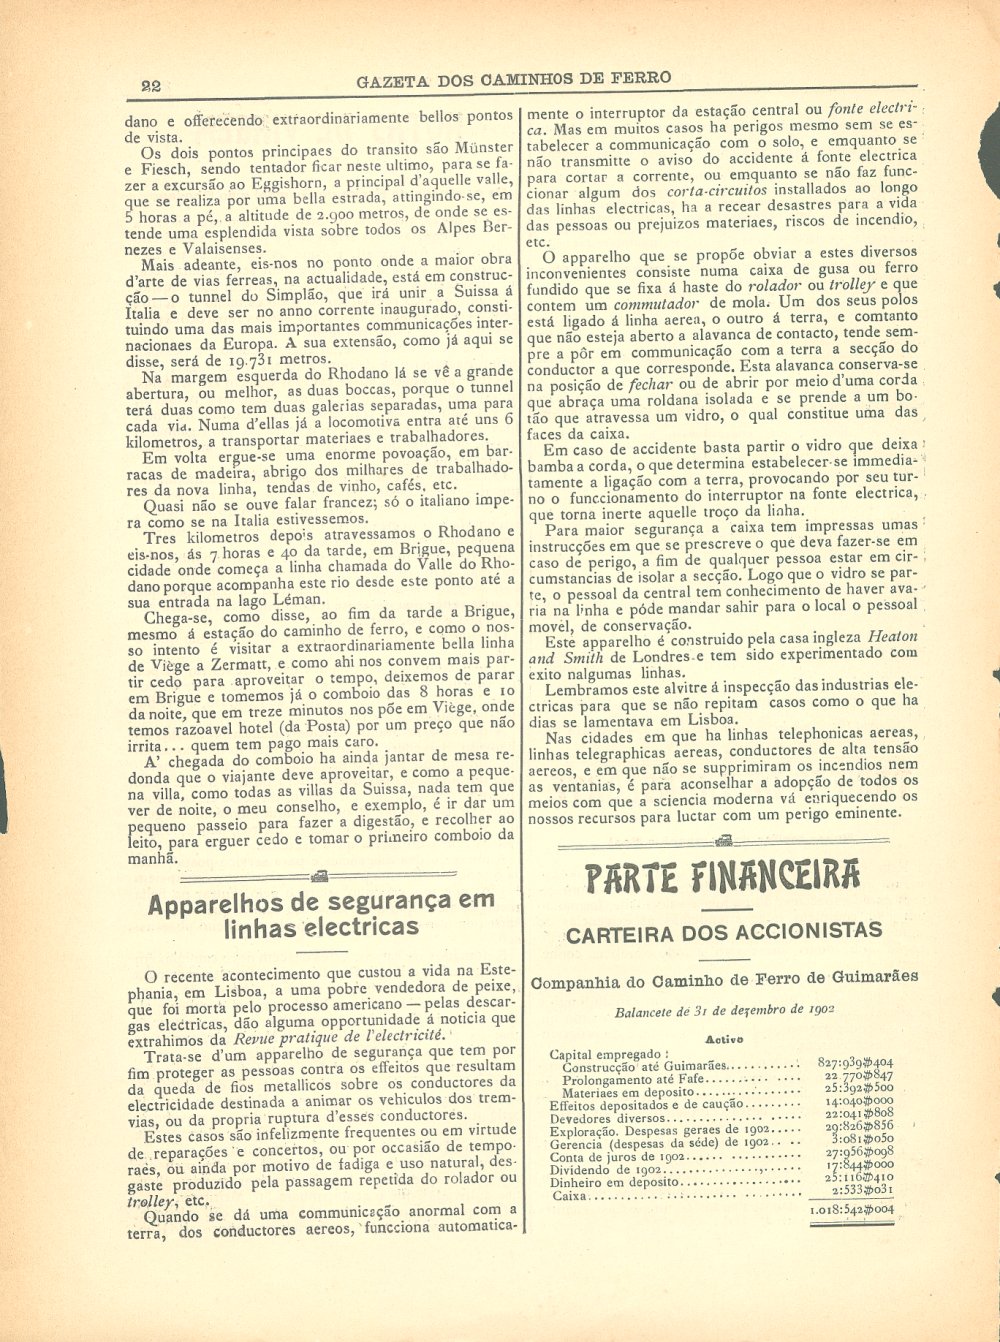 22
GAZETA DOS CAMINHOS DE FERRO
dano e offerecendo extraordinariamente bellos pontos
de vista.
Os dois pontos principaes do transito são Münster
e Fiesch, sendo tentador ficar neste ultimo, para se fa-
zer a excursão ao Eggishorn, a principal d'aquelle valle,
que se realiza por uma bella estrada, attingindo-se, em
5 horas a pé, a altitude de 2.900 metros, de onde se es-
tende uma esplendida vista sobre todos os Alpes Ber-
nezes e Valaisenses.
Mais adeante, eis-nos no ponto onde a maior obra
d'arte de vias ferreas, na actualidade, está em construc-
ção — o tunnel do Simplão, que irá unir a Suissa á
Italia e deve ser no anno corrente inaugurado, consti-
tuindo uma das mais importantes communicações inter-
nacionaes da Europa. A sua extensão, como já aqui se
disse, será de 19.731 metros.
Na margem esquerda do Rhodano lá se vê a grande
abertura, ou melhor, as duas boccas, porque o tunnel
terá duas como tem duas galerias separadas, uma para
cada via. Numa d'ellas já a locomotiva entra até uns 6
kilometros, a transportar materiaes e trabalhadores.
Em volta ergue-se uma enorme povoação, em bar-
racas de madeira, abrigo dos milhares de trabalhado-
res da nova linha, tendas de vinho, cafés, etc.
Quasi não se ouve falar francez; só o italiano impe-
ra como se na Italia estivessemos.
Tres kilometros depois atravessamos o Rhodano e
eis-nos, ás 7 horas e 40 da tarde, em Brigue, pequena
cidade onde começa a linha chamada do Valle do Rho-
dano porque acompanha este rio desde este ponto até a
sua entrada na lago Léman.
Chega-se, como disse, ao fim da tarde a Brigue,
mesmo á estação do caminho de ferro, e como o nos-
so intento é visitar a extraordinariamente bella linha
de Viège a Zermatt, e como ahi nos convem mais par-
tir cedo para aproveitar o tempo, deixemos de parar
em Brigue e tomemos já o comboio das 8 horas e 10
da noite, que em treze minutos nos põe em Viège, onde
temos razoavel hotel (da Posta) por um preço que não
irrita... quem tem pago mais caro.
A' chegada do comboio ha ainda jantar de mesa re-
donda que o viajante deve aproveitar, e como a peque-
na villa, como todas as villas da Suissa, nada tem que
ver de noite, o meu conselho, e exemplo, é ir dar um
pequeno passeio para fazer a digestão, e recolher ao
leito, para erguer cedo e tomar o primeiro comboio da
manhã.
Apparelhos de segurança em
linhas electricas
O recente acontecimento que custou a vida na Este-
phania, em Lisboa, a uma pobre vendedora de peixe,
que foi morta pelo processo americano — pelas descar-
gas electricas, dão alguma opportunidade á noticia que
extrahimos da Revue pratique de l'electricité.
Trata-se d'um apparelho de segurança que tem por
fim proteger as pessoas contra os effeitos que resultam
da queda de fios metallicos sobre os conductores da
electricidade destinada a animar os vehiculos dos trem-
vias, ou da propria ruptura d'esses conductores.
Estes casos são infelizmente frequentes ou em virtude
de reparações e concertos, ou por occasião de tempo-
raes, ou ainda por motivo de fadiga e uso natural, des-
gaste produzido pela passagem repetida do rolador ou
trolley, etc.
Quando se dá uma communicação anormal com a
terra, dos conductores aereos, funcciona automatica-
mente o interruptor da estação central ou fonte electri-
ca. Mas em muitos casos ha perigos mesmo sem se es-
tabelecer a communicação com o solo, e emquanto se
não transmitte o aviso do accidente á fonte electrica
para cortar a corrente, ou emquanto se não faz func-
cionar algum dos corta-circuitos installados ao longo
das linhas electricas, ha a recear desastres para a vida
das pessoas ou prejuizos materiaes, riscos de incendio,
etc.
O apparelho que se propõe obviar a estes diversos
inconvenientes consiste numa caixa de gusa ou ferro
fundido que se fixa á haste do rolador ou trolley e que
contem um commutador de mola. Um dos seus polos
está ligado á linha aerea, o outro á terra, e comtanto
que não esteja aberto a alavanca de contacto, tende sem-
pre a pôr em communicação com a terra a secção do
conductor a que corresponde. Esta alavanca conserva-se
na posição de fechar ou de abrir por meio d'uma corda
que abraça uma roldana isolada e se prende a um bo-
tão que atravessa um vidro, o qual constitue uma das
faces da caixa.
Em caso de accidente basta partir o vidro que deixa
bamba a corda, o que determina estabelecer-se immedia-
tamente a ligação com a terra, provocando por seu tur-
no o funccionamento do interruptor na fonte electrica,
que torna inerte aquelle troço da linha.
Para maior segurança a caixa tem impressas umas
instrucções em que se prescreve o que deva fazer-se em
caso de perigo, a fim de qualquer pessoa estar em cir-
cumstancias de isolar a secção. Logo que o vidro se par-
te, o pessoal da central tem conhecimento de haver ava-
ria na linha e póde mandar sahir para o local o pessoal
movel, de conservação.
Este apparelho é construido pela casa ingleza Heaton
and Smith de Londres e tem sido experimentado com
exito nalgumas linhas.
Lembramos este alvitre á inspecção das industrias ele-
ctricas para que se não repitam casos como o que ha
dias se lamentava em Lisboa.
Nas cidades em que ha linhas telephonicas aereas,
linhas telegraphicas aereas, conductores de alta tensão
aereos, e em que não se supprimiram os incendios nem
as ventanias, é para aconselhar a adopção de todos os
meios com que a sciencia moderna vá enriquecendo os
nossos recursos para luctar com um perigo eminente.
PARTE FINANCEIRA
CARTEIRA DOS ACCIONISTAS
Companhia do Caminho de Ferro de Guimarães
Balancete de 31 de dezembro de 1902
Activo
Capital empregado:
Construcção até Guimarães........... 827:939$404
Prolongamento até Fafe.............. 22 770$847
Materiaes em deposito............... 25:392$500
Effeitos depositados e de caução......... 14:040$000
Devedores diversos.................. 22:041$808
Exploração. Despesas geraes de 1902..... 29:826$856
Gerencia (despesas da séde) de 1902.. .. 3:081$050
Conta de juros de 1902................. 27:956$098
Dividendo de 1902..................... 17:844$000
Dinheiro em deposito................... 25:116$410
Caixa................................ 2:533$031
1.018:542$004